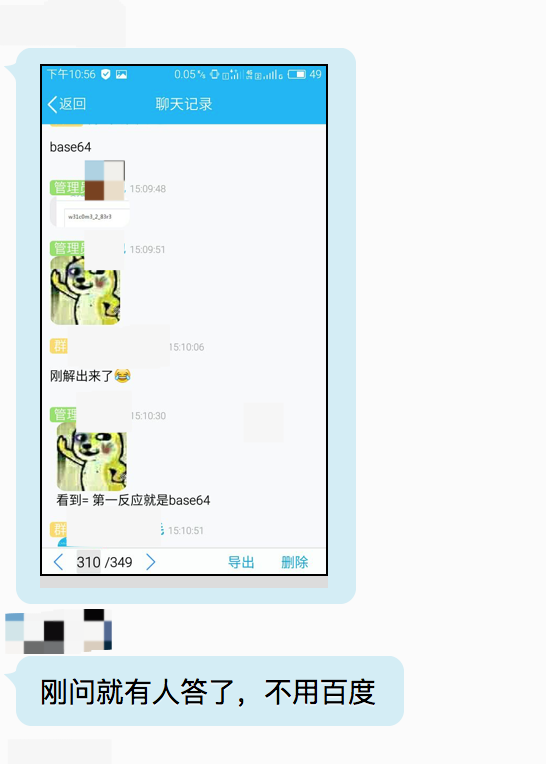 下午10:56 0.05% 49
返回 聊天记录
base64
管理员 15:09:48
w31c0m3_2_83r3
管理 15:09:51
群 15:10:06
刚解出来了😂
管理 15:10:30
看到= 第一反应就是base64
群 15:10:51
310 /349 导出 删除
刚问就有人答了，不用百度